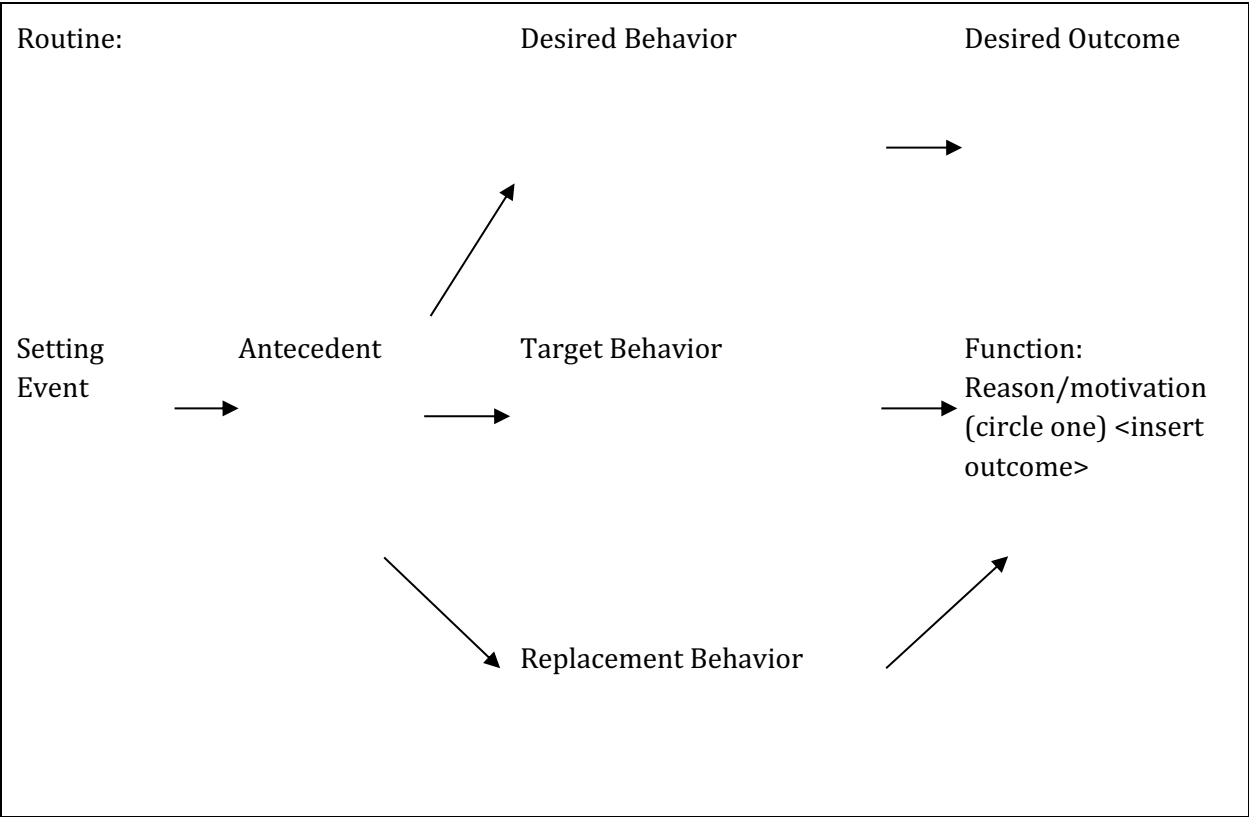 Routine:
Desired Behavior
Desired Outcome
Setting
Event
Antecedent
Target Behavior
Function:
Reason/motivation
(circle one) <insert
outcome>
Replacement Behavior